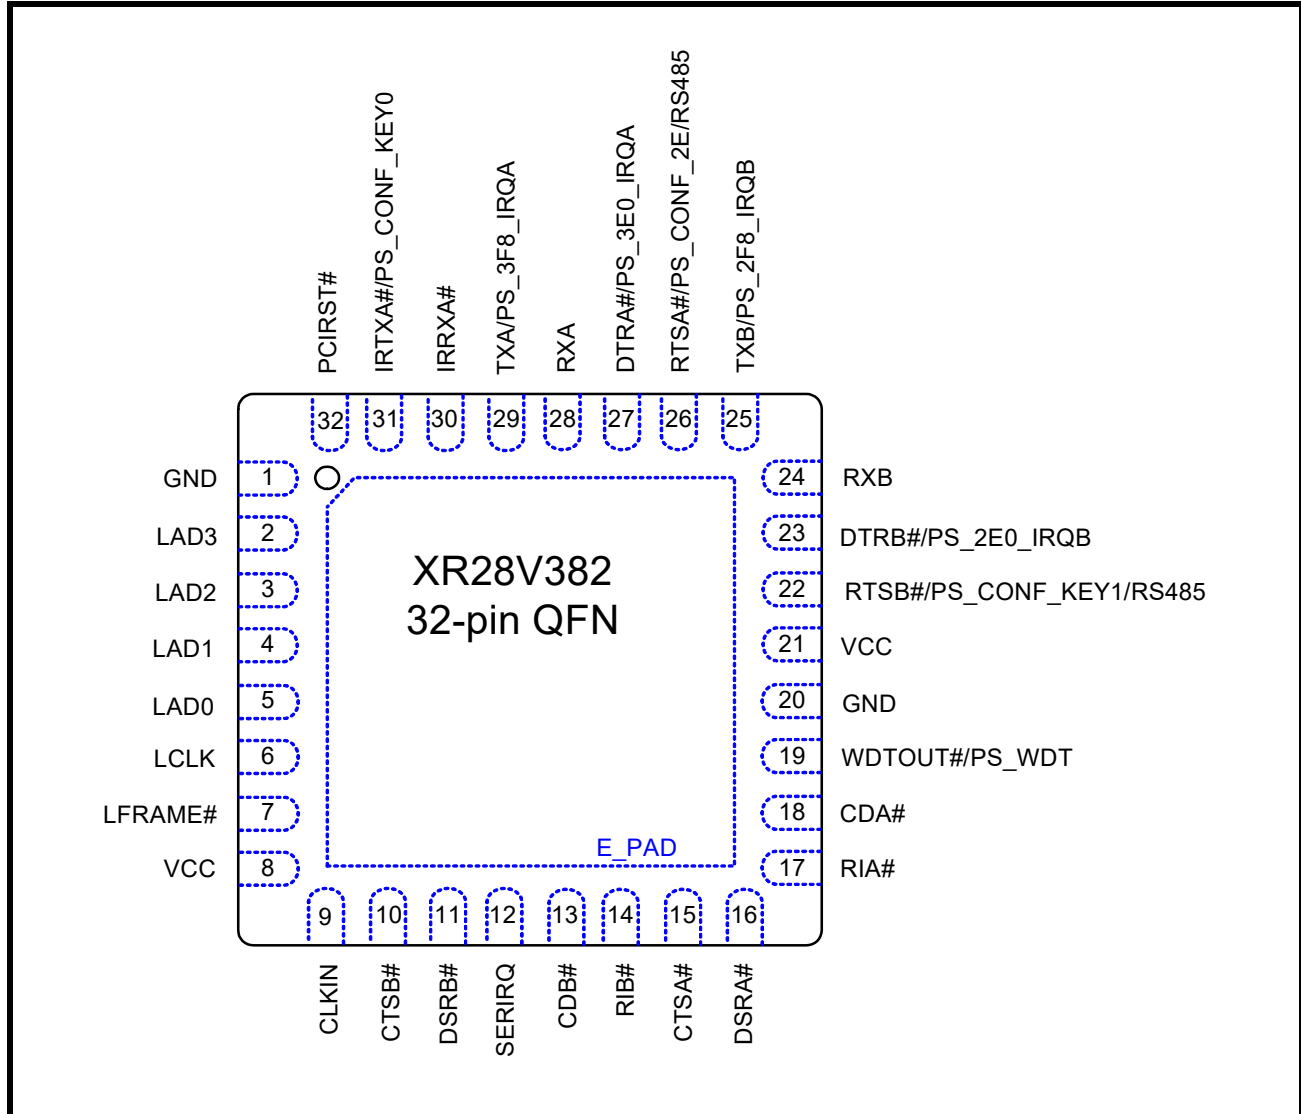 PCIRST#
IRTXA#/PS_CONF_KEY0
IRRXA#
TXA/PS_3F8_IRQA
RXA
DTRA#/PS_3E0_IRQA
RTSA#/PS_CONF_2E/RS485
TXB/PS_2F8_IRQB
32 31 30 29 28 27 26 25
GND 1 24 RXB
LAD3 2 23 DTRB#/PS_2E0_IRQB
LAD2 3 22 RTSB#/PS_CONF_KEY1/RS485
LAD1 4 21 VCC
LAD0 5 20 GND
LCLK 6 19 WDTOUT#/PS_WDT
LFRAME# 7 18 CDA#
VCC 8 17 RIA#
XR28V382
32-pin QFN
E_PAD
9 10 11 12 13 14 15 16
CLKIN
CTSB#
DSRB#
SERIRQ
CDB#
RIB#
CTSA#
DSRA#